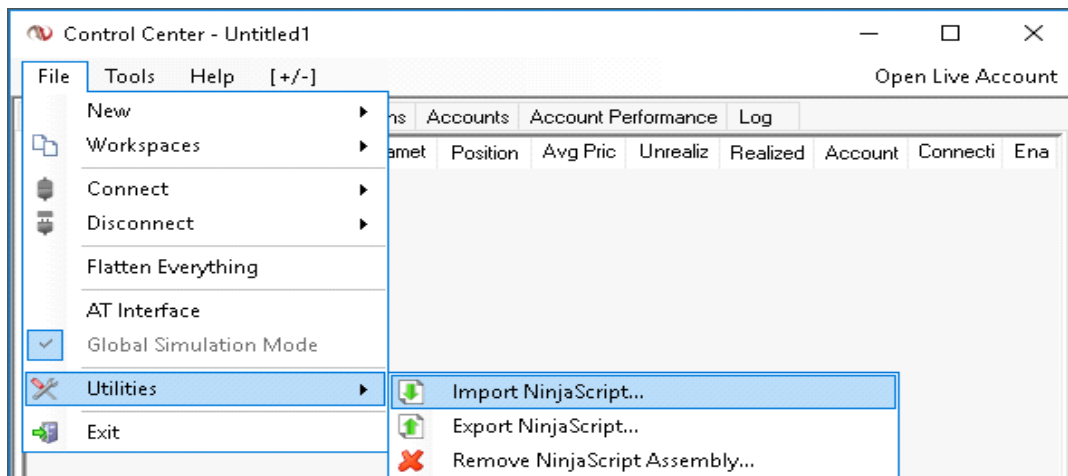 Control Center - Untitled1
File Tools Help [+/-] Open Live Account
New
ns Accounts Account Performance Log
Workspaces
amet Position Avg Pric Unrealiz Realized Account Connecti Ena
Connect
Disconnect
Flatten Everything
AT Interface
Global Simulation Mode
Utilities
Import NinjaScript...
Exit
Export NinjaScript...
Remove NinjaScript Assembly...